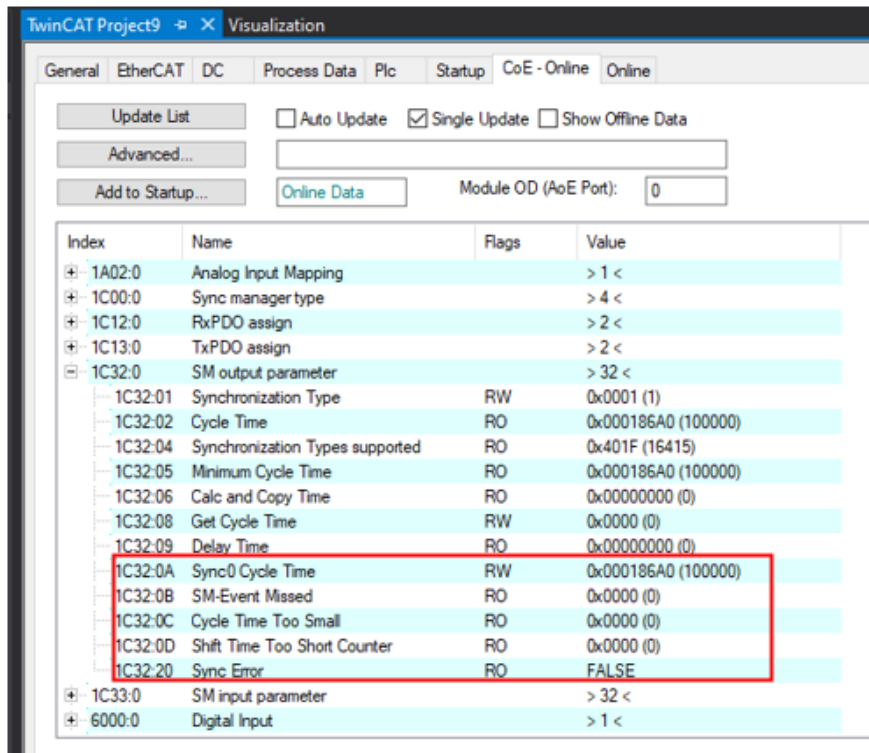 TwinCAT Project9 Visualization
General EtherCAT DC Process Data Plc Startup CoE - Online Online
Update List Auto Update Single Update Show Offline Data
Advanced...
Add to Startup... Online Data Module OD (AoE Port): 0
Index Name Flags Value
1A02:0 Analog Input Mapping > 1 <
1C00:0 Sync manager type > 4 <
1C12:0 RxPDO assign > 2 <
1C13:0 TxPDO assign > 2 <
1C32:0 SM output parameter > 32 <
1C32:01 Synchronization Type RW 0x0001 (1)
1C32:02 Cycle Time RO 0x000186A0 (100000)
1C32:04 Synchronization Types supported RO 0x401F (16415)
1C32:05 Minimum Cycle Time RO 0x000186A0 (100000)
1C32:06 Calc and Copy Time RO 0x00000000 (0)
1C32:08 Get Cycle Time RW 0x0000 (0)
1C32:09 Delay Time RO 0x00000000 (0)
1C32:0A Sync0 Cycle Time RW 0x000186A0 (100000)
1C32:0B SM-Event Missed RO 0x0000 (0)
1C32:0C Cycle Time Too Small RO 0x0000 (0)
1C32:0D Shift Time Too Short Counter RO 0x0000 (0)
1C32:20 Sync Error RO FALSE
1C33:0 SM input parameter > 32 <
6000:0 Digital Input > 1 <